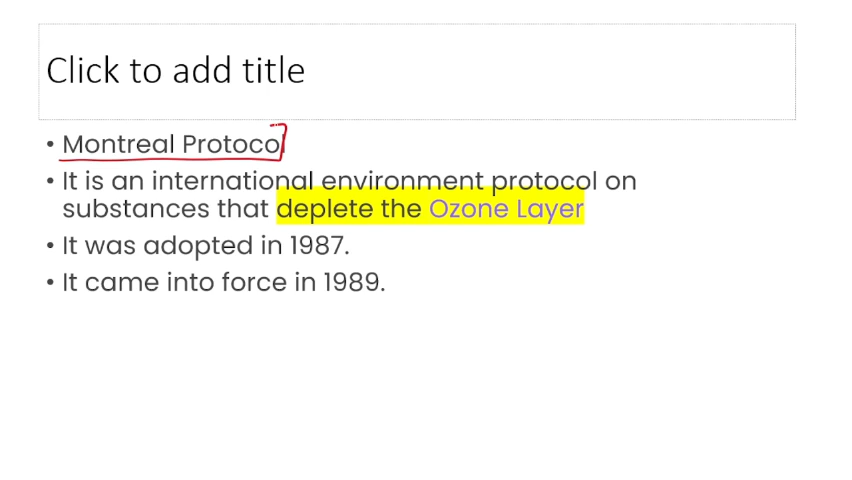 Click to add title
• Montreal Protocol
• It is an international environment protocol on
substances that deplete the Ozone Layer
• It was adopted in 1987.
• It came into force in 1989.